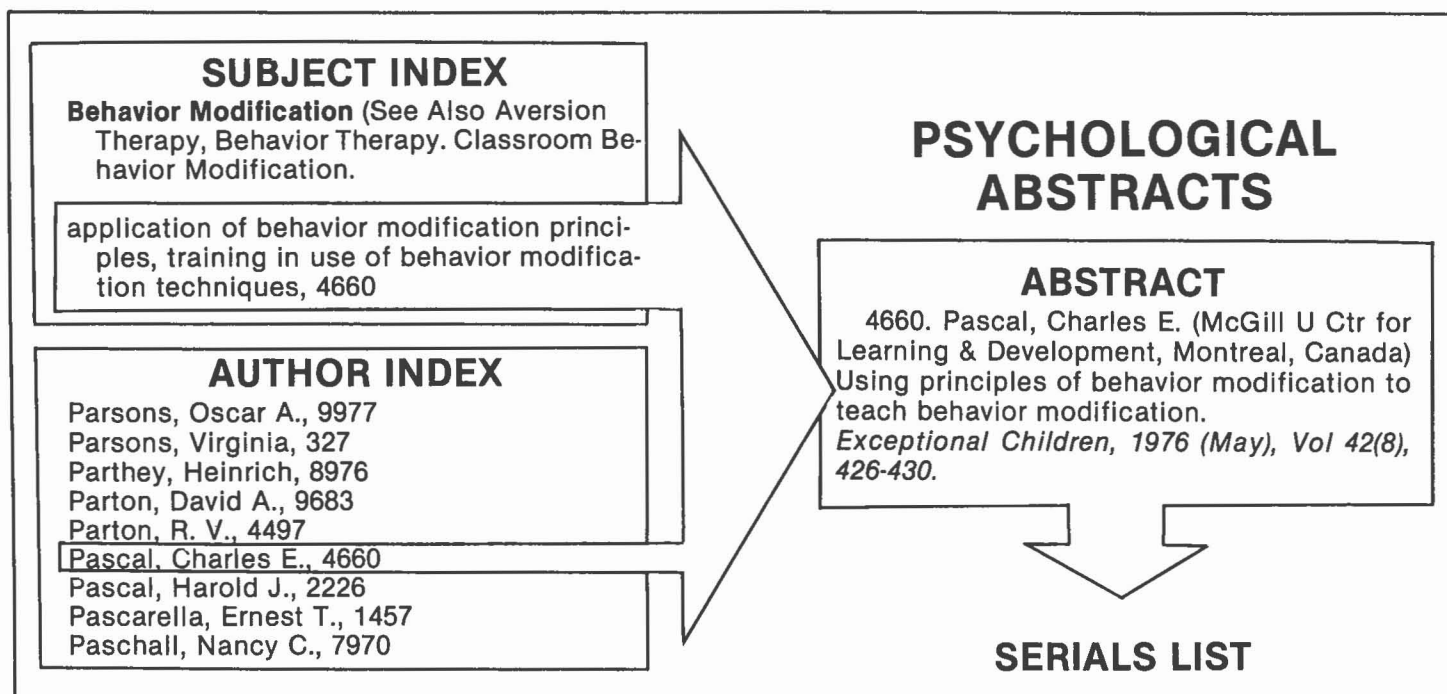 SUBJECT INDEX
Behavior Modification (See Also Aversion
Therapy, Behavior Therapy. Classroom Be-
havior Modification.
application of behavior modification princi-
ples, training in use of behavior modifica-
tion techniques, 4660
AUTHOR INDEX
Parsons, Oscar A., 9977
Parsons, Virginia, 327
Parthey, Heinrich, 8976
Parton, David A., 9683
Parton, R. V., 4497
Pascal, Charles E., 4660
Pascal, Harold J., 2226
Pascarella, Ernest T., 1457
Paschall, Nancy C., 7970
PSYCHOLOGICAL
ABSTRACTS
ABSTRACT
4660. Pascal, Charles E. (McGill U Ctr for
Learning & Development, Montreal, Canada)
Using principles of behavior modification to
teach behavior modification.
Exceptional Children, 1976 (May), Vol 42(8),
426-430.
SERIALS LIST